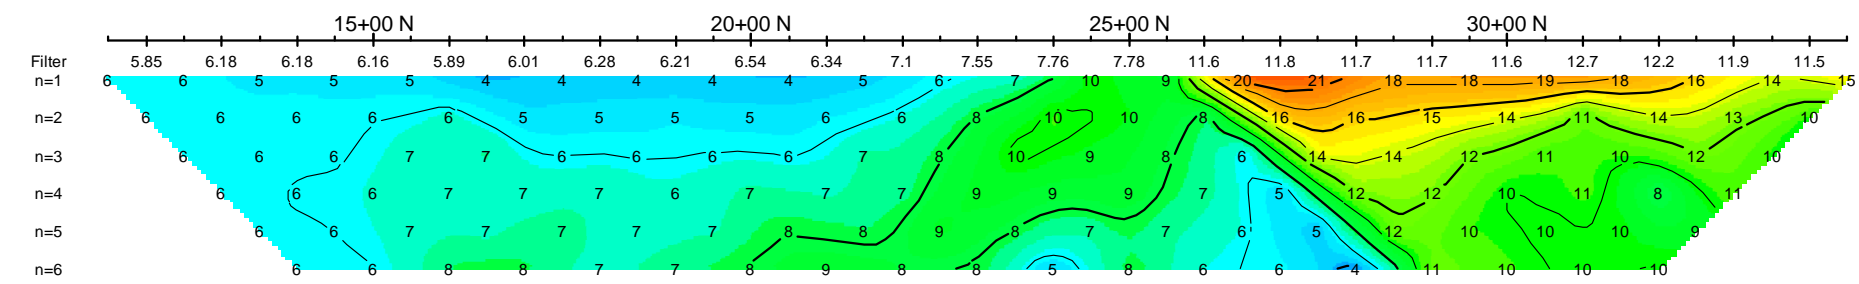 15+00 N 20+00 N 25+00 N 30+00 N
Filter 5.85 6.18 6.18 6.16 5.89 6.01 6.28 6.21 6.54 6.34 7.1 7.55 7.76 7.78 11.6 11.8 11.7 11.7 11.6 12.7 12.2 11.9 11.5
n=1 6 6 5 5 5 4 4 4 4 4 5 6 7 10 9 20 21 18 18 19 18 16 14 15
n=2 6 6 6 6 6 5 5 5 5 6 6 8 10 10 8 16 16 15 14 11 14 13 10
n=3 6 6 6 7 7 6 6 6 6 7 8 10 9 8 6 14 14 12 11 10 12 10
n=4 6 6 6 7 7 7 6 7 7 7 9 9 9 7 5 12 12 10 11 8 11
n=5 6 6 7 7 7 7 7 8 8 9 8 7 7 6 5 12 10 10 10 9
n=6 6 6 8 8 7 7 8 9 8 8 5 8 6 6 4 11 10 10 10